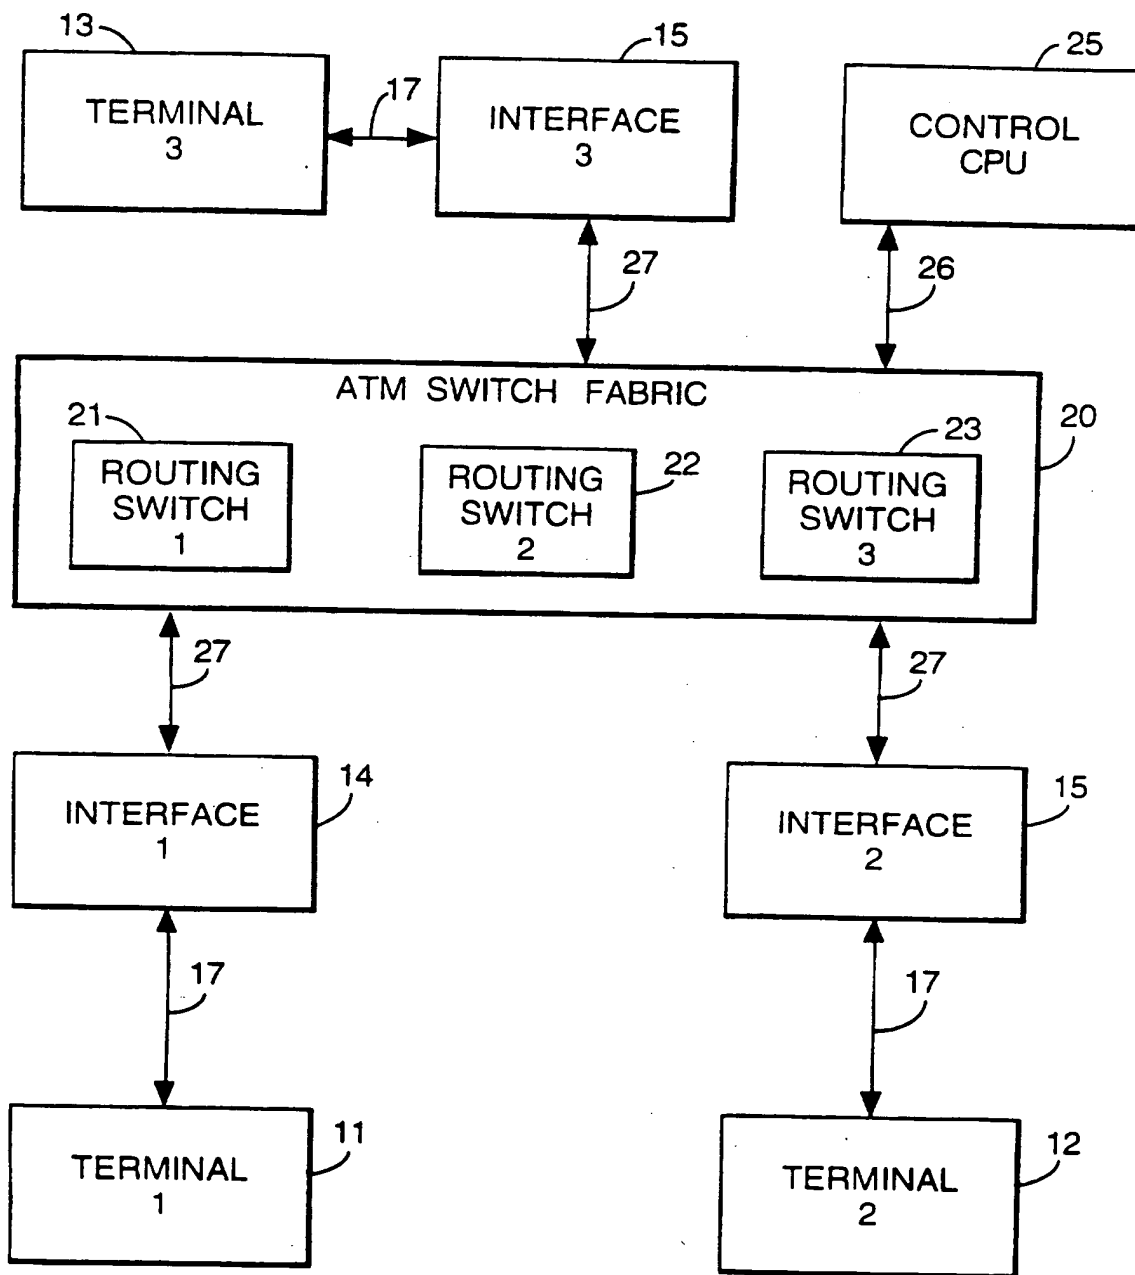 13
15
25
TERMINAL
3
17
INTERFACE
3
CONTROL
CPU
27
26
ATM SWITCH FABRIC
20
21
ROUTING
SWITCH
1
22
ROUTING
SWITCH
2
23
ROUTING
SWITCH
3
27
27
14
INTERFACE
1
15
INTERFACE
2
17
17
11
TERMINAL
1
12
TERMINAL
2